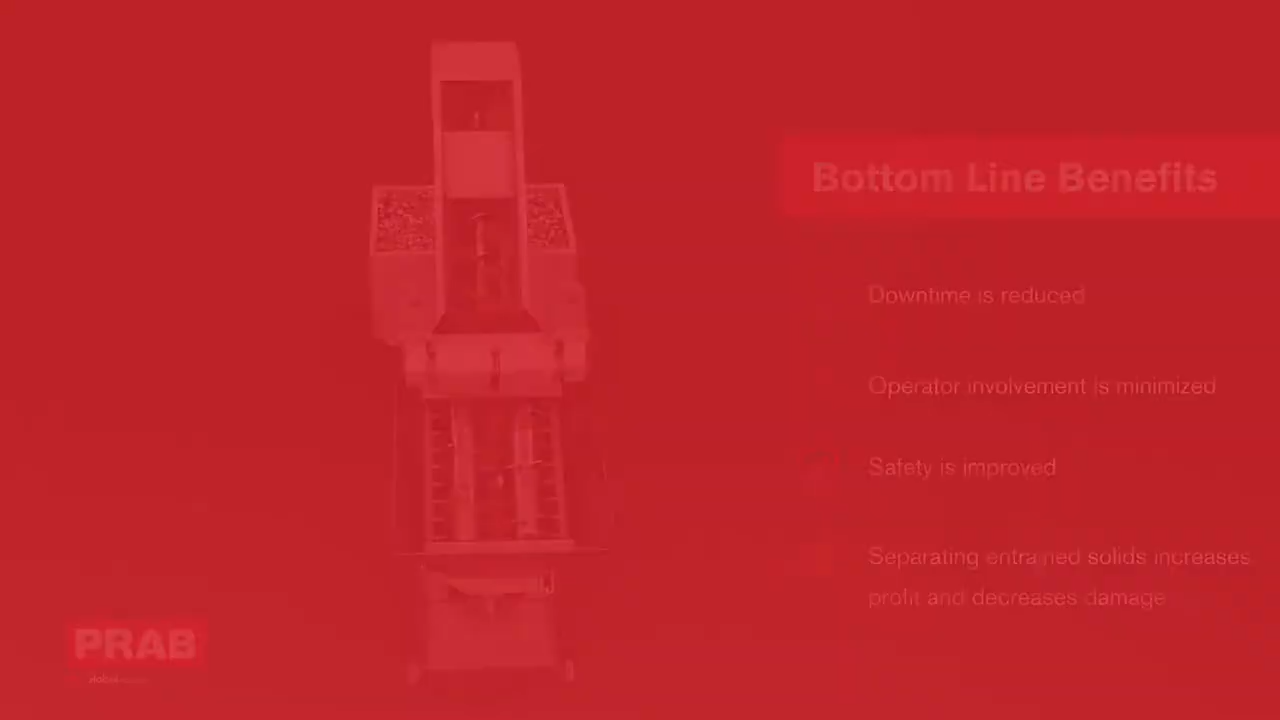 Bottom Line Benefits
Downtime is reduced
Operator involvement is minimized
Safety is improved
Separating entrained solids increases
profit and decreases damage
PRAB
global